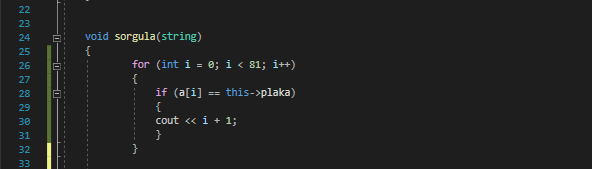 22
23
24 void sorgula(string)
25 {
26 for (int i = 0; i < 81; i++)
27 {
28 if (a[i] == this->plaka)
29 {
30 cout << i + 1;
31 }
32 }
33